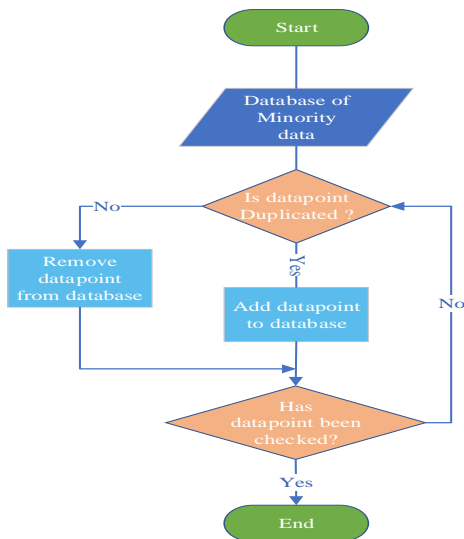 Start
Database of
Minority
data
Is datapoint
Duplicated ?
No
Yes
Remove
datapoint
from database
Add datapoint
to database
No
Has
datapoint been
checked?
Yes
End